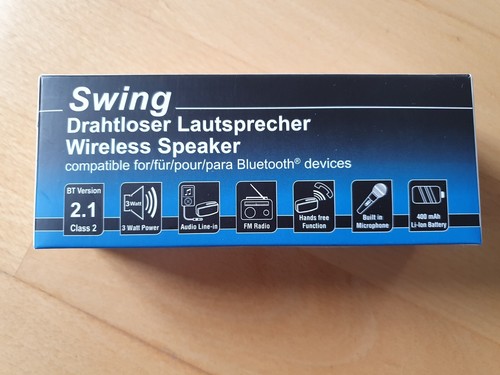 Swing
Drahtloser Lautsprecher
Wireless Speaker
compatible for/für/pour/para Bluetooth® devices
BT Version
2.1
Class 2
3 Watt
3 Watt Power
Audio Line-in
FM Radio
Hands free
Function
Built in
Microphone
400 mAh
Li-Ion Battery